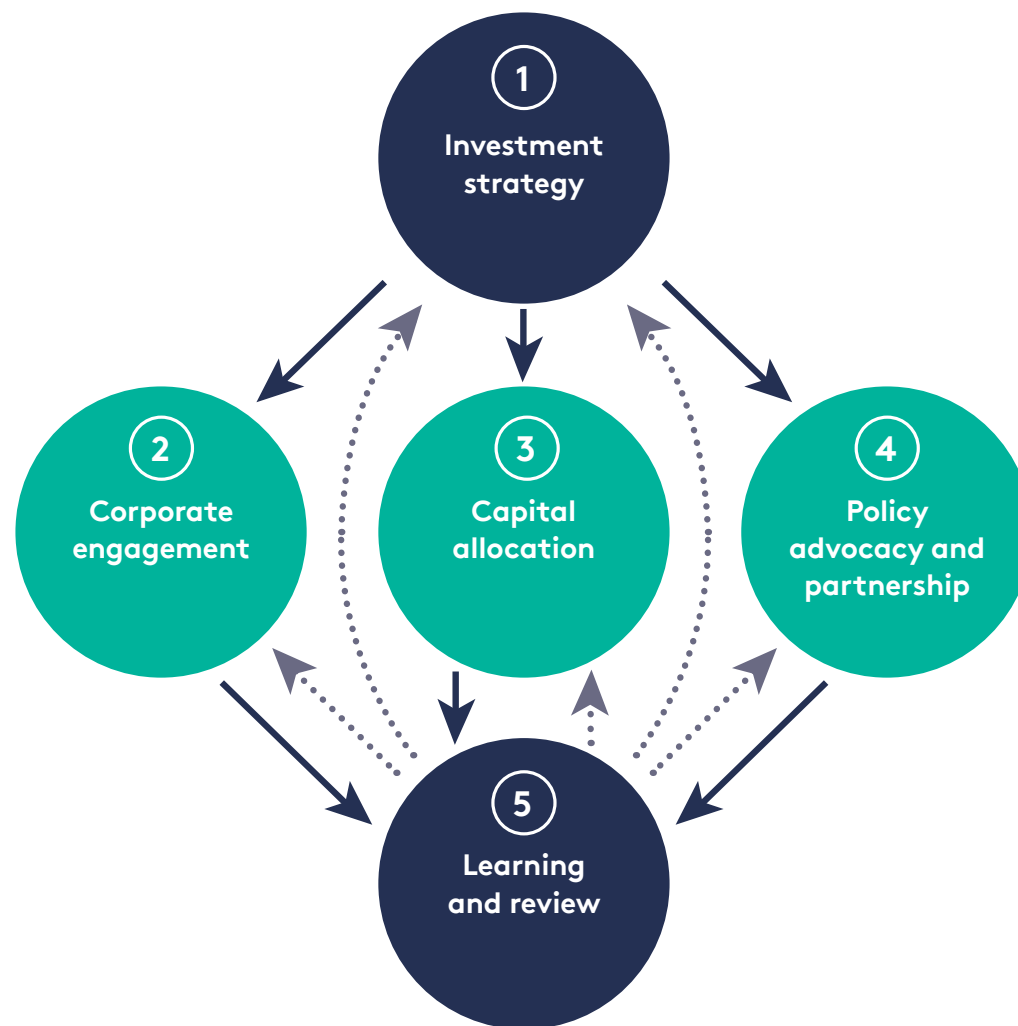 1
Investment
strategy
2
Corporate
engagement
3
Capital
allocation
4
Policy
advocacy and
partnership
5
Learning
and review